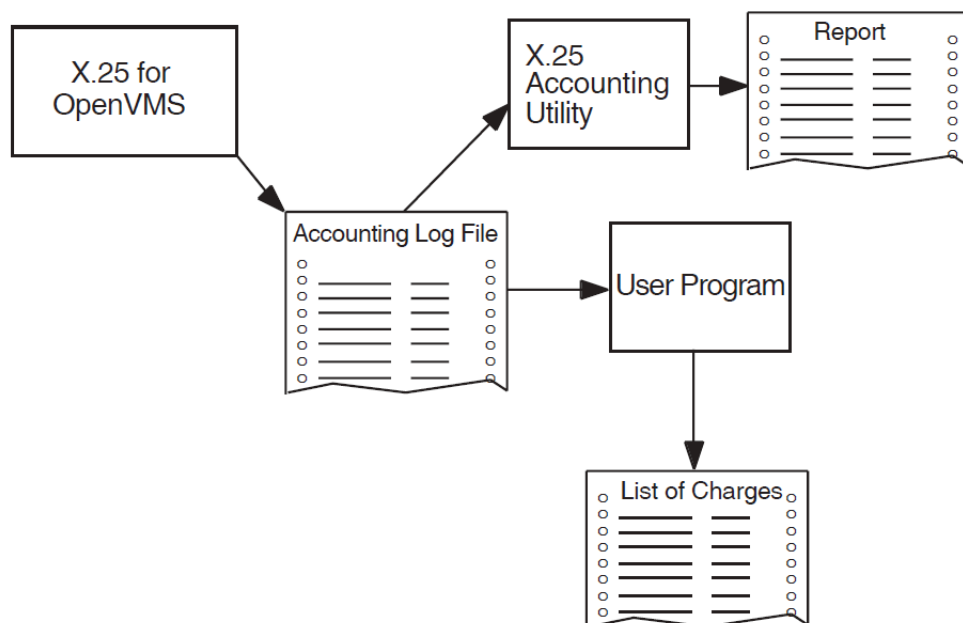 X.25 for
OpenVMS
X.25
Accounting
Utility
Report
Accounting Log File
User Program
List of Charges